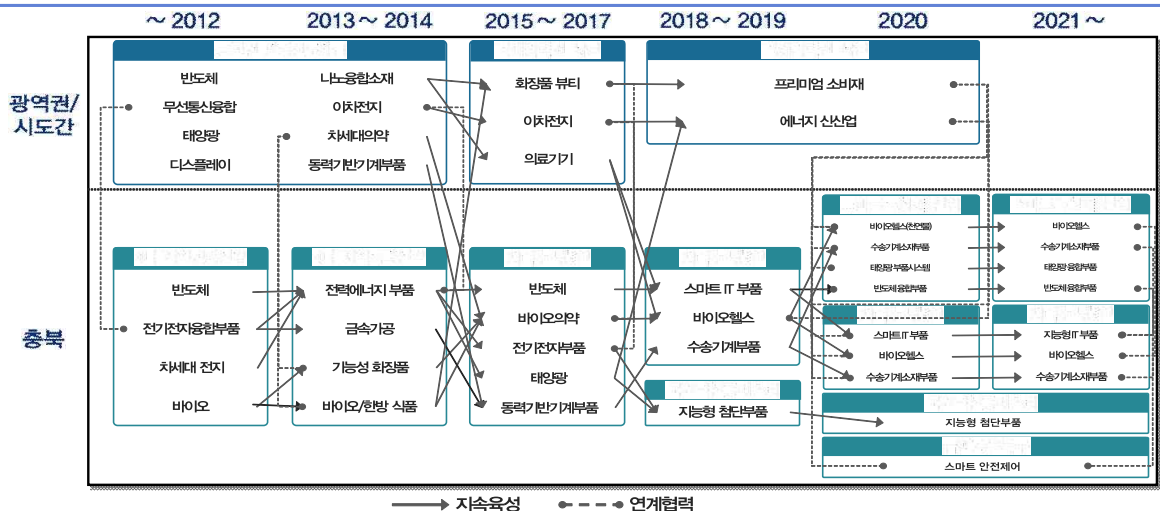 ~ 2012
2013~ 2014
2015~ 2017
2018~ 2019
2020
2021~
광역권/
시도간
반도체
무선통신융합
태양광
디스플레이
나노융합소재
이차전지
차세대의약
동력기반기계부품
화장품 뷰티
이차전지
의료기기
프리미엄 소비재
에너지 신산업
충북
반도체
전기전자융합부품
차세대 전지
바이오
전력에너지 부품
금속가공
기능성 화장품
바이오/한방 식품
반도체
바이오의약
전기전자부품
태양광
동력기반기계부품
스마트 IT 부품
바이오헬스
수송기계부품
지능형 첨단부품
바이오헬스(천연물)
수송기계소재부품
태양광 부품시스템
반도체 융합부품
바이오헬스
수송기계소재부품
태양광 융합부품
반도체 융합부품
스마트IT 부품
바이오헬스
수송기계소재부품
지능형IT 부품
바이오헬스
수송기계소재부품
지능형 첨단부품
스마트 안전제어
지속육성
연계협력